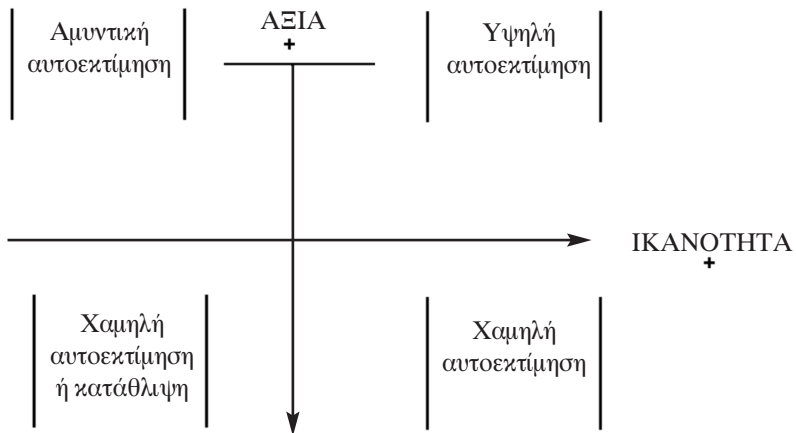 Αμυντική
αυτοεκτίμηση
ΑΞΙΑ
+
Υψηλή
αυτοεκτίμηση
ΙΚΑΝΟΤΗΤΑ
+
Χαμηλή
αυτοεκτίμηση
ή κατάθλιψη
Χαμηλή
αυτοεκτίμηση